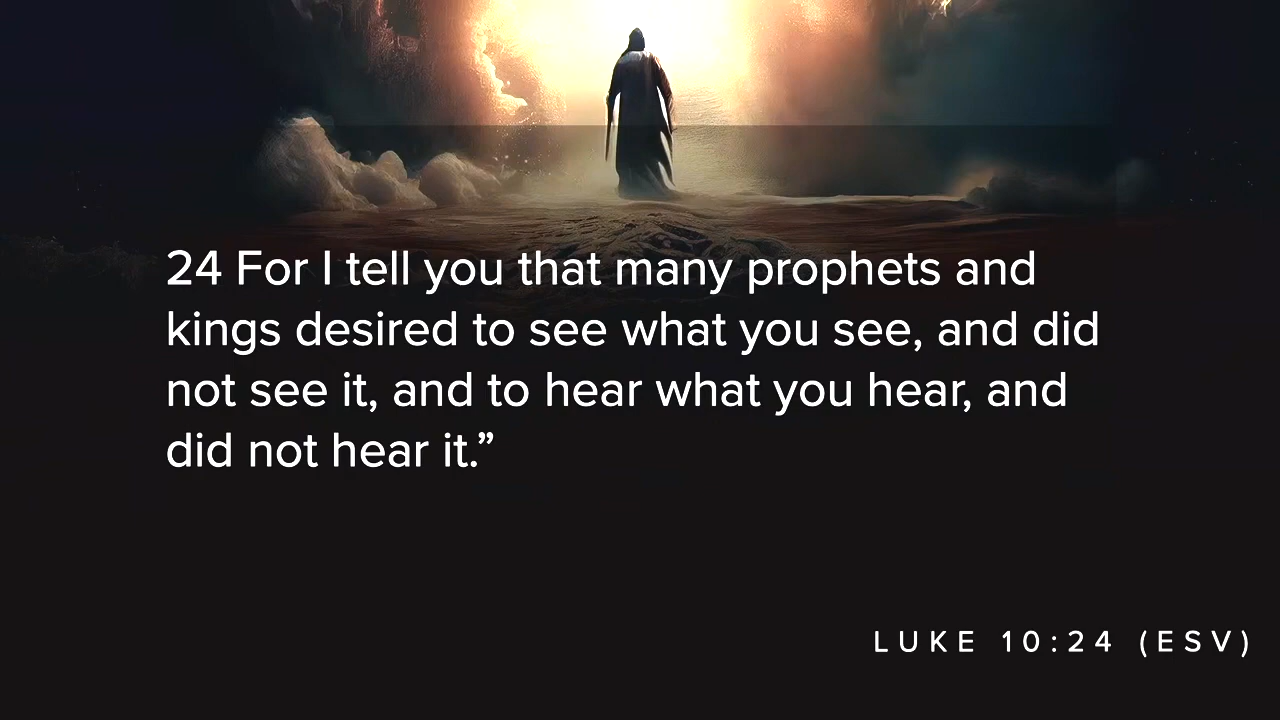 24 For I tell you that many prophets and
kings desired to see what you see, and did
not see it, and to hear what you hear, and
did not hear it.”
LUKE 10:24 (ESV)